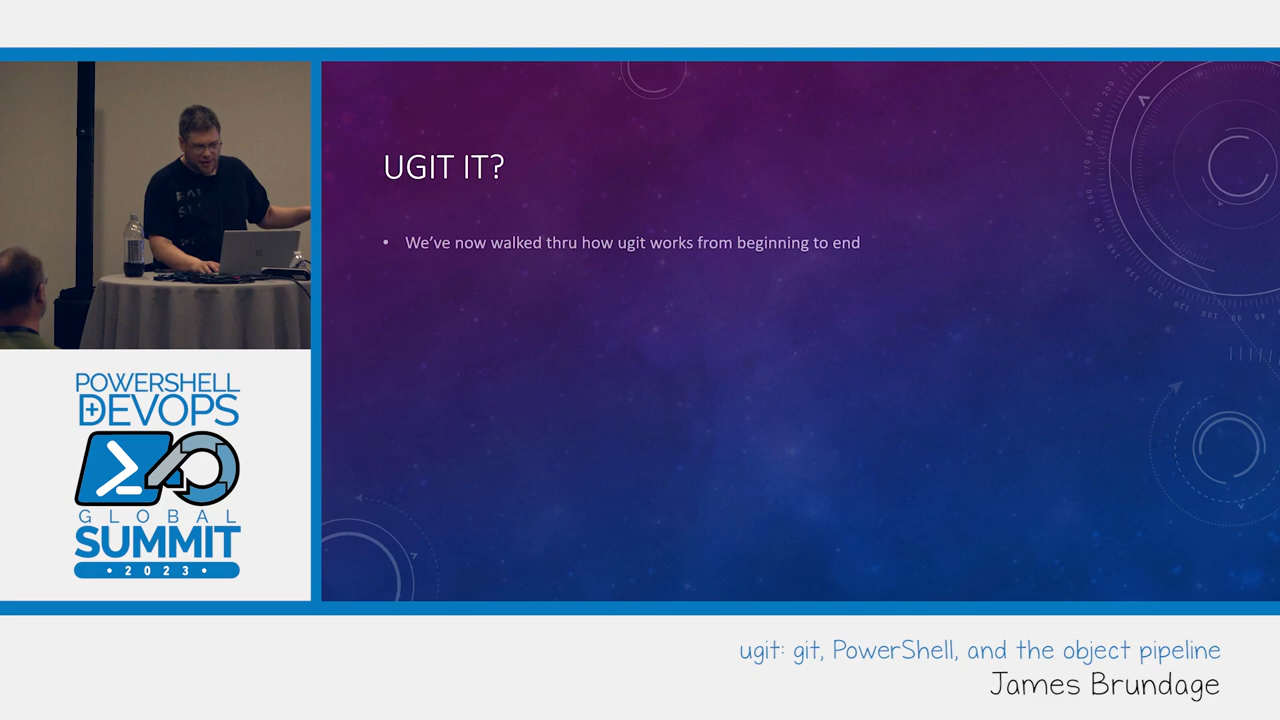 UGIT IT?
• We've now walked thru how ugit works from beginning to end
POWERSHELL
DEVOPS
GLOBAL
SUMMIT
• 2023 •
ugit: git, PowerShell, and the object pipeline
James Brundage